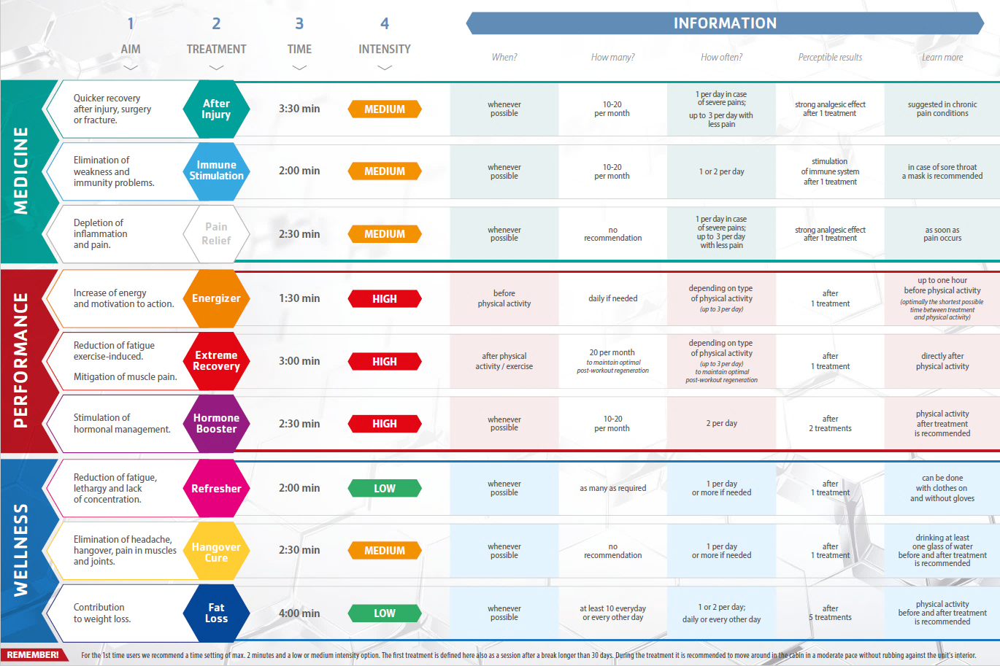 1
2
3
4
INFORMATION
AIM
TREATMENT
TIME
INTENSITY
When?
How many?
How often?
Perceptible results
Learn more
MEDICINE
Quicker recovery
after injury, surgery
or fracture.
After
Injury
3:30 min
MEDIUM
whenever
possible
10-20
per month
1 per day in case
of severe pains;
up to 3 per day with
less pain
strong analgesic effect
after 1 treatment
suggested in chronic
pain conditions
Elimination of
weakness and
immunity problems.
Immune
Stimulation
2:00 min
MEDIUM
whenever
possible
10-20
per month
1 or 2 per day
stimulation
of immune system
after 1 treatment
in case of sore throat
a mask is recommended
Depletion of
inflammation
and pain.
Pain
Relief
2:30 min
MEDIUM
whenever
possible
no
recommendation
1 per day in case
of severe pains;
up to 3 per day
with less pain
strong analgesic effect
after 1 treatment
as soon as
pain occurs
PERFORMANCE
Increase of energy
and motivation to action.
Energizer
1:30 min
HIGH
before
physical activity
daily if needed
depending on type
of physical activity
(up to 3 per day)
after
1 treatment
up to one hour
before physical activity
(optimally the shortest possible
time between treatment
and physical activity)
Reduction of fatigue
exercise-induced.
Mitigation of muscle pain.
Extreme
Recovery
3:00 min
HIGH
after physical
activity / exercise
20 per month
to maintain optimal
post-workout regeneration
depending on type
of physical activity
(up to 3 per day)
to maintain optimal
post-workout regeneration
after
1 treatment
directly after
physical activity
Stimulation of
hormonal management.
Hormone
Booster
2:30 min
HIGH
whenever
possible
10-20
per month
2 per day
after
2 treatments
physical activity
after treatment
is recommended
WELLNESS
Reduction of fatigue,
lethargy and lack
of concentration.
Refresher
2:00 min
LOW
whenever
possible
as many as required
1 per day
or more if needed
after
1 treatment
can be done
with clothes on
and without gloves
Elimination of headache,
hangover, pain in muscles
and joints.
Hangover
Cure
2:30 min
MEDIUM
whenever
possible
no
recommendation
1 per day
or more if needed
after
1 treatment
drinking at least
one glass of water
before and after treatment
is recommended
Contribution
to weight loss.
Fat
Loss
4:00 min
LOW
whenever
possible
at least 10 everyday
or every other day
1 or 2 per day;
daily or every other day
after
5 treatments
physical activity
before and after treatment
is recommended
REMEMBER!
For the 1st time users we recommend a time setting of max. 2 minutes and a low or medium intensity option. The first treatment is defined here also as a session after a break longer than 30 days. During the treatment it is recommended to move around in the cabin in a moderate pace without rubbing against the unit's interior.